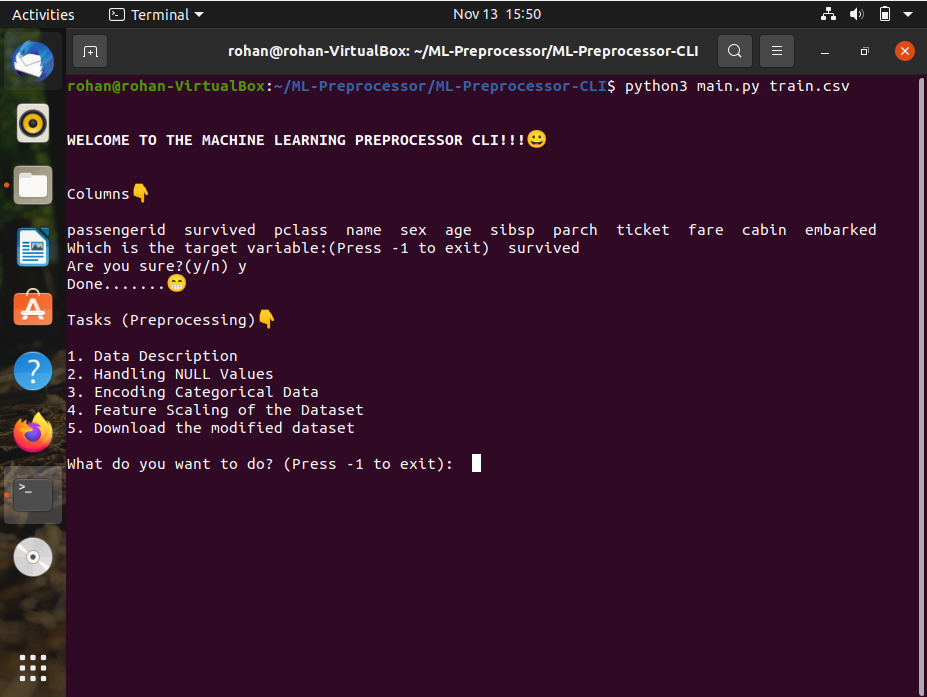 Activities Terminal Nov 13 15:50
rohan@rohan-VirtualBox: ~/ML-Preprocessor/ML-Preprocessor-CLI
rohan@rohan-VirtualBox:~/ML-Preprocessor/ML-Preprocessor-CLI$ python3 main.py train.csv
WELCOME TO THE MACHINE LEARNING PREPROCESSOR CLI!!!😀
Columns👇
passengerid survived pclass name sex age sibsp parch ticket fare cabin embarked
Which is the target variable:(Press -1 to exit) survived
Are you sure?(y/n) y
Done.......😁
Tasks (Preprocessing)👇
1. Data Description
2. Handling NULL Values
3. Encoding Categorical Data
4. Feature Scaling of the Dataset
5. Download the modified dataset
What do you want to do? (Press -1 to exit):